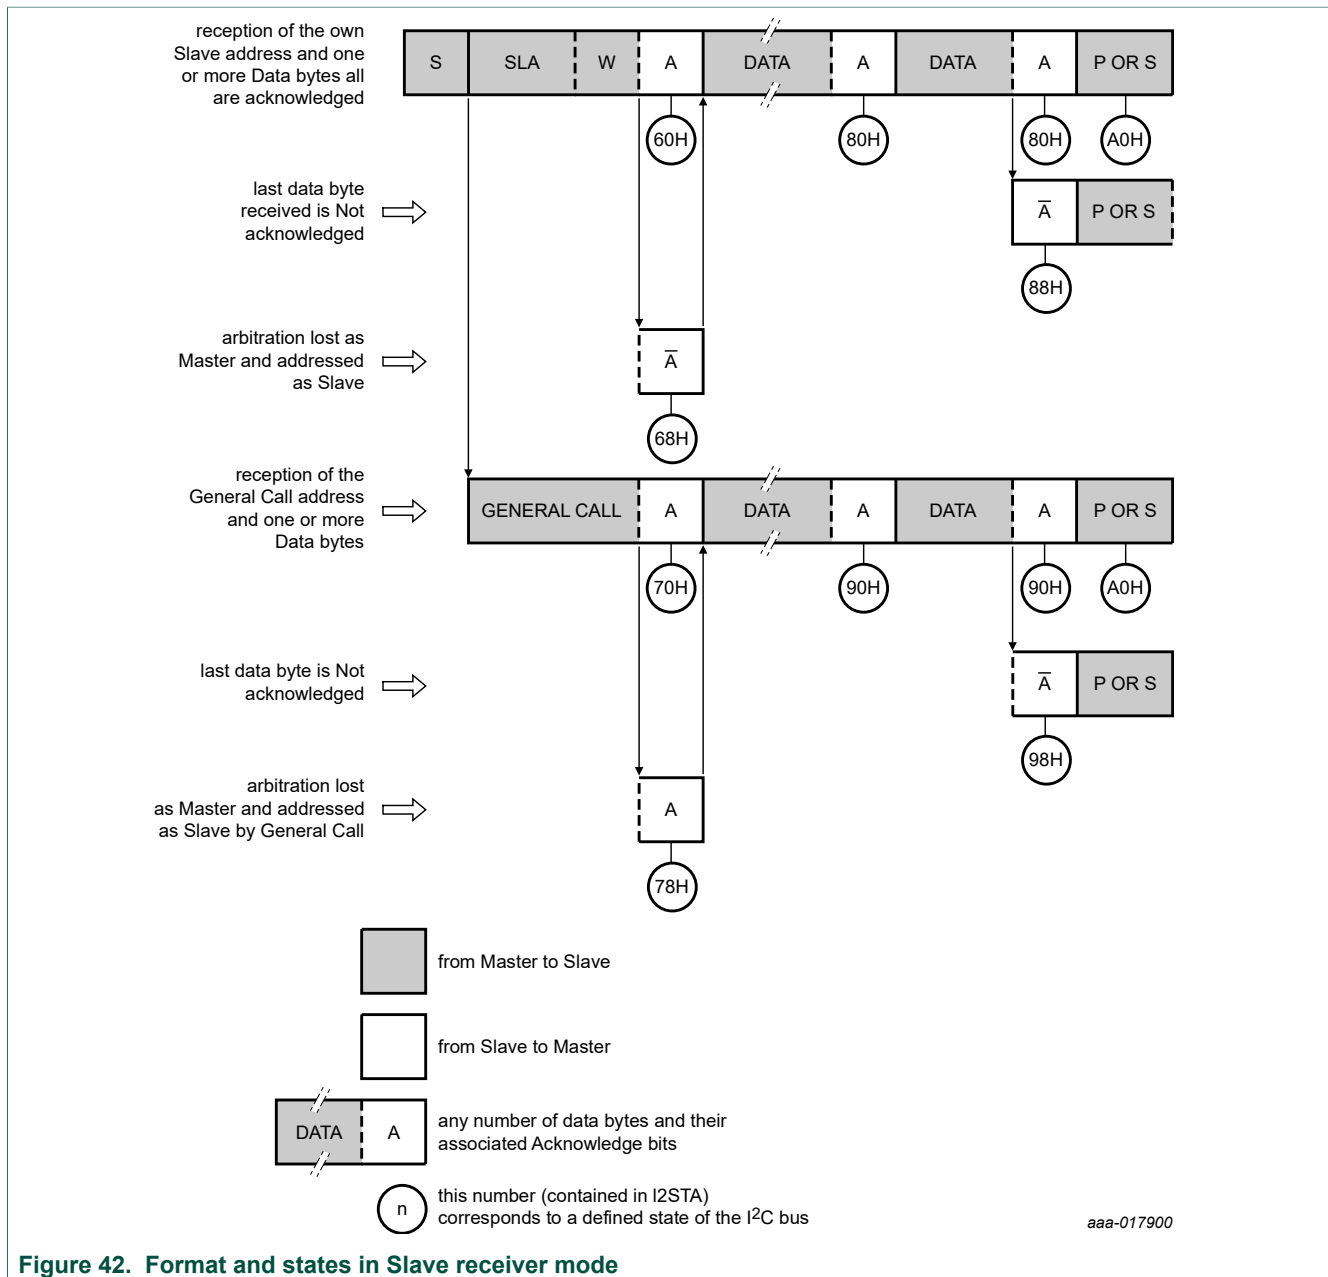 reception of the own
Slave address and one
or more Data bytes all
are acknowledged
S SLA W A DATA A DATA A P OR S
60H 80H 80H A0H
last data byte
received is Not
acknowledged
A̅ P OR S
88H
arbitration lost as
Master and addressed
as Slave
A̅
68H
reception of the
General Call address
and one or more
Data bytes
GENERAL CALL A DATA A DATA A P OR S
70H 90H 90H A0H
last data byte is Not
acknowledged
A̅ P OR S
98H
arbitration lost
as Master and addressed
as Slave by General Call
A
78H
from Master to Slave
from Slave to Master
DATA A
any number of data bytes and their
associated Acknowledge bits
n
this number (contained in I2STA)
corresponds to a defined state of the I²C bus
aaa-017900
Figure 42. Format and states in Slave receiver mode